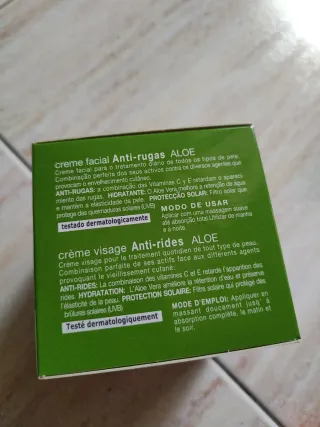 creme facial Anti-rugas ALOE
Creme facial para o tratamento diário de todos os tipos de pele.
Combinação perfeita dos seus activos contra os diversos agentes que
provocam o envelhecimento cutâneo.
ANTI-RUGAS: a combinação das Vitaminas C y E retardam o apareci-
mento das rugas. HIDRATANTE: O Aloe Vera melhora a retenção de água
e mantém a elasticidade da pele. PROTECÇÃO SOLAR: Filtro solar que
protege das queimaduras solares (UVB)
testado dermatologicamente
MODO DE USAR
Aplicar com uma massagem suave
até absorção total. Utilizar de manhã
e à noite
crème visage Anti-rides ALOE
Crème visage pour le traitement quotidien de tout type de peau.
Combinaison parfaite de ses actifs face aux différents agents
provoquant le vieillissement cutané:
ANTI-RIDES: La combinaison des vitamines C et E retarde l'apparition des
rides. HYDRATATION: L'Aloe Vera améliore la rétention d'eau et préserve
l'élasticité de la peau. PROTECTION SOLAIRE: Filtre solaire qui protège des
brûlures solaires (UVB)
Testé dermatologiquement
MODE D'EMPLOI: Appliquer en
massant doucement jusqu'à
absorption complète, le matin et
le soir.